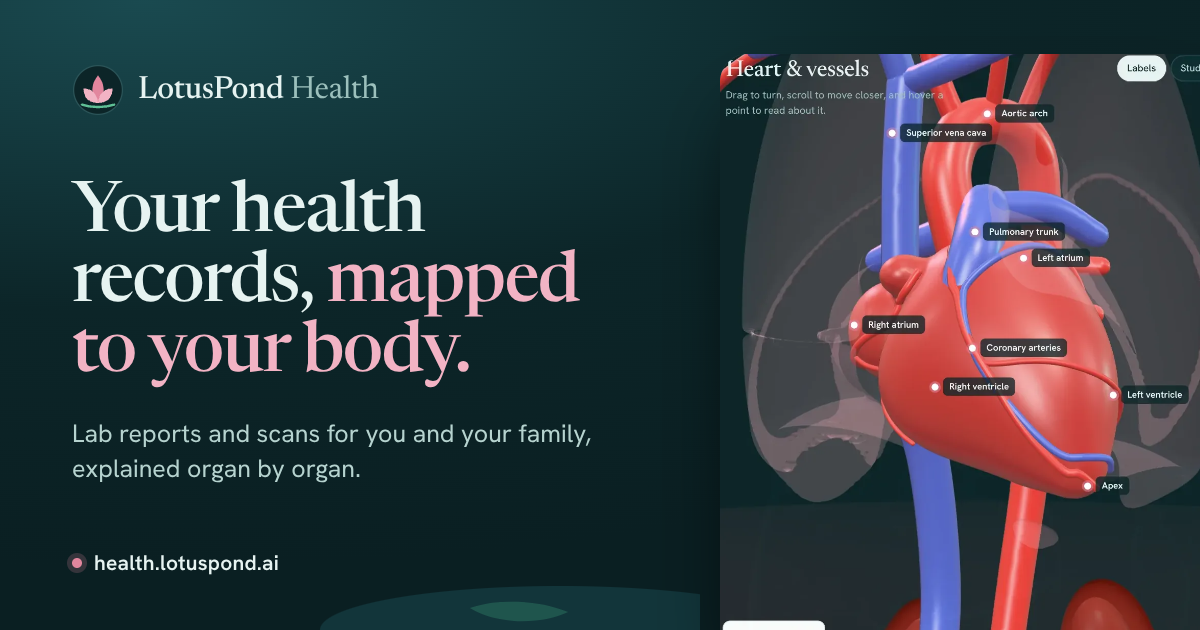 LotusPond Health
Your health
records, mapped
to your body.
Lab reports and scans for you and your family,
explained organ by organ.
health.lotuspond.ai
Heart & vessels
Labels
Drag to turn, scroll to move closer, and hover a
point to read about it.
Aortic arch
Superior vena cava
Pulmonary trunk
Left atrium
Right atrium
Coronary arteries
Right ventricle
Left ventricle
Apex